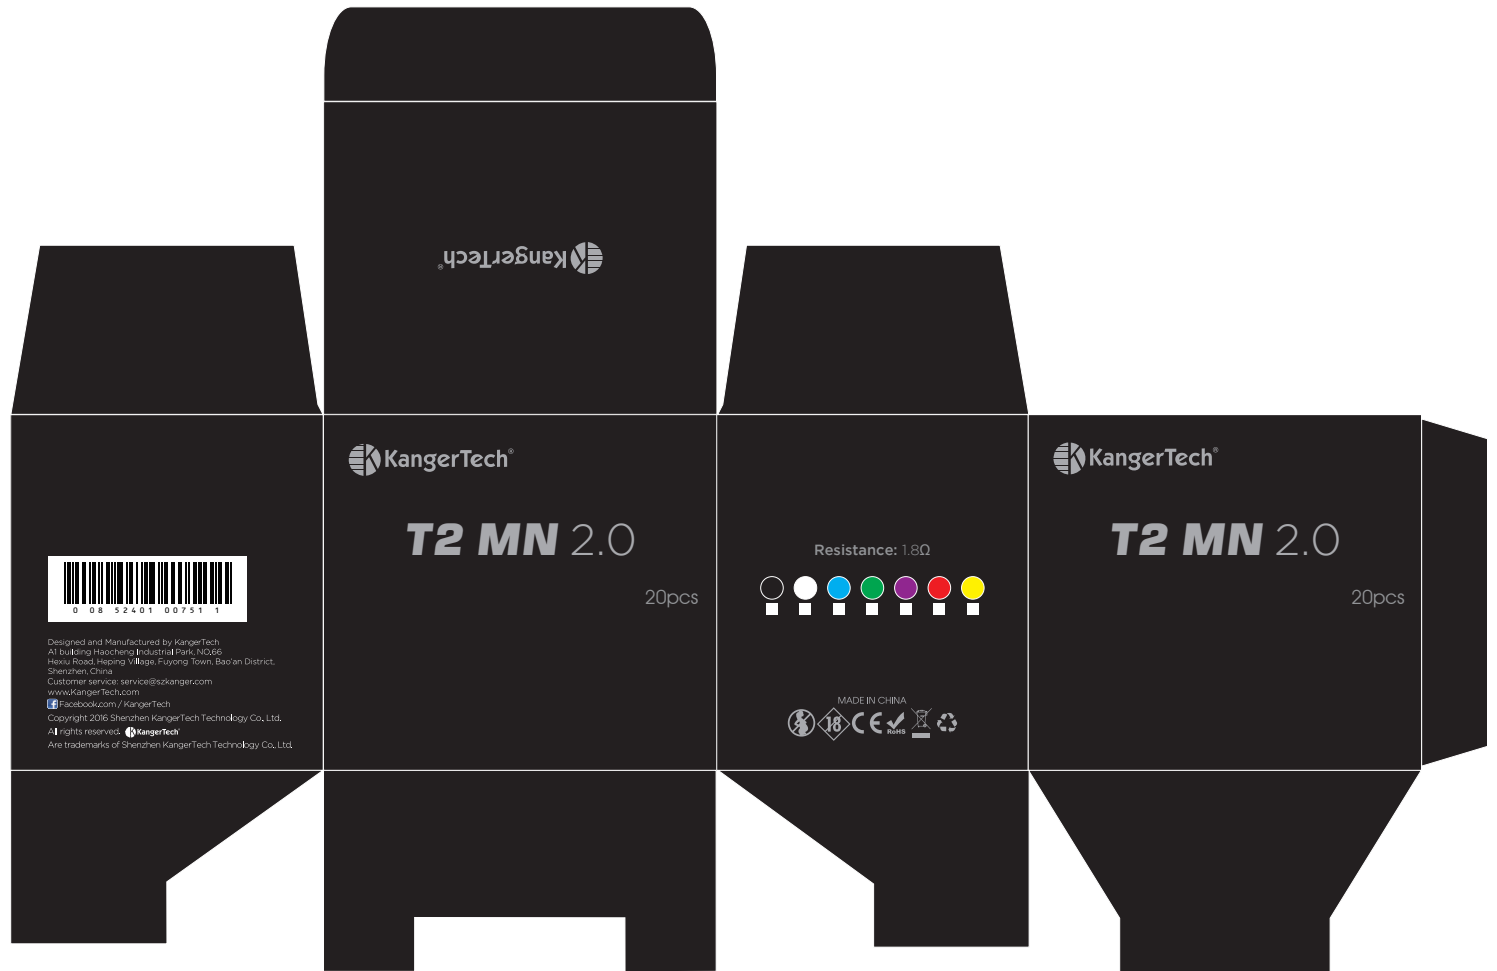 KangerTech®
KangerTech®
T2 MN 2.0
20pcs
0 08 52401 00751 1
Designed and Manufactured by KangerTech
A1 building Haocheng Industrial Park, NO.66
Hexiu Road, Heping Village, Fuyong Town, Bao'an District,
Shenzhen, China
Customer service: service@szkanger.com
www.KangerTech.com
Facebook.com / KangerTech
Copyright 2016 Shenzhen KangerTech Technology Co., Ltd.
All rights reserved. KangerTech®
Are trademarks of Shenzhen KangerTech Technology Co., Ltd.
Resistance: 1.8Ω
MADE IN CHINA
18 CE RoHS
KangerTech®
T2 MN 2.0
20pcs